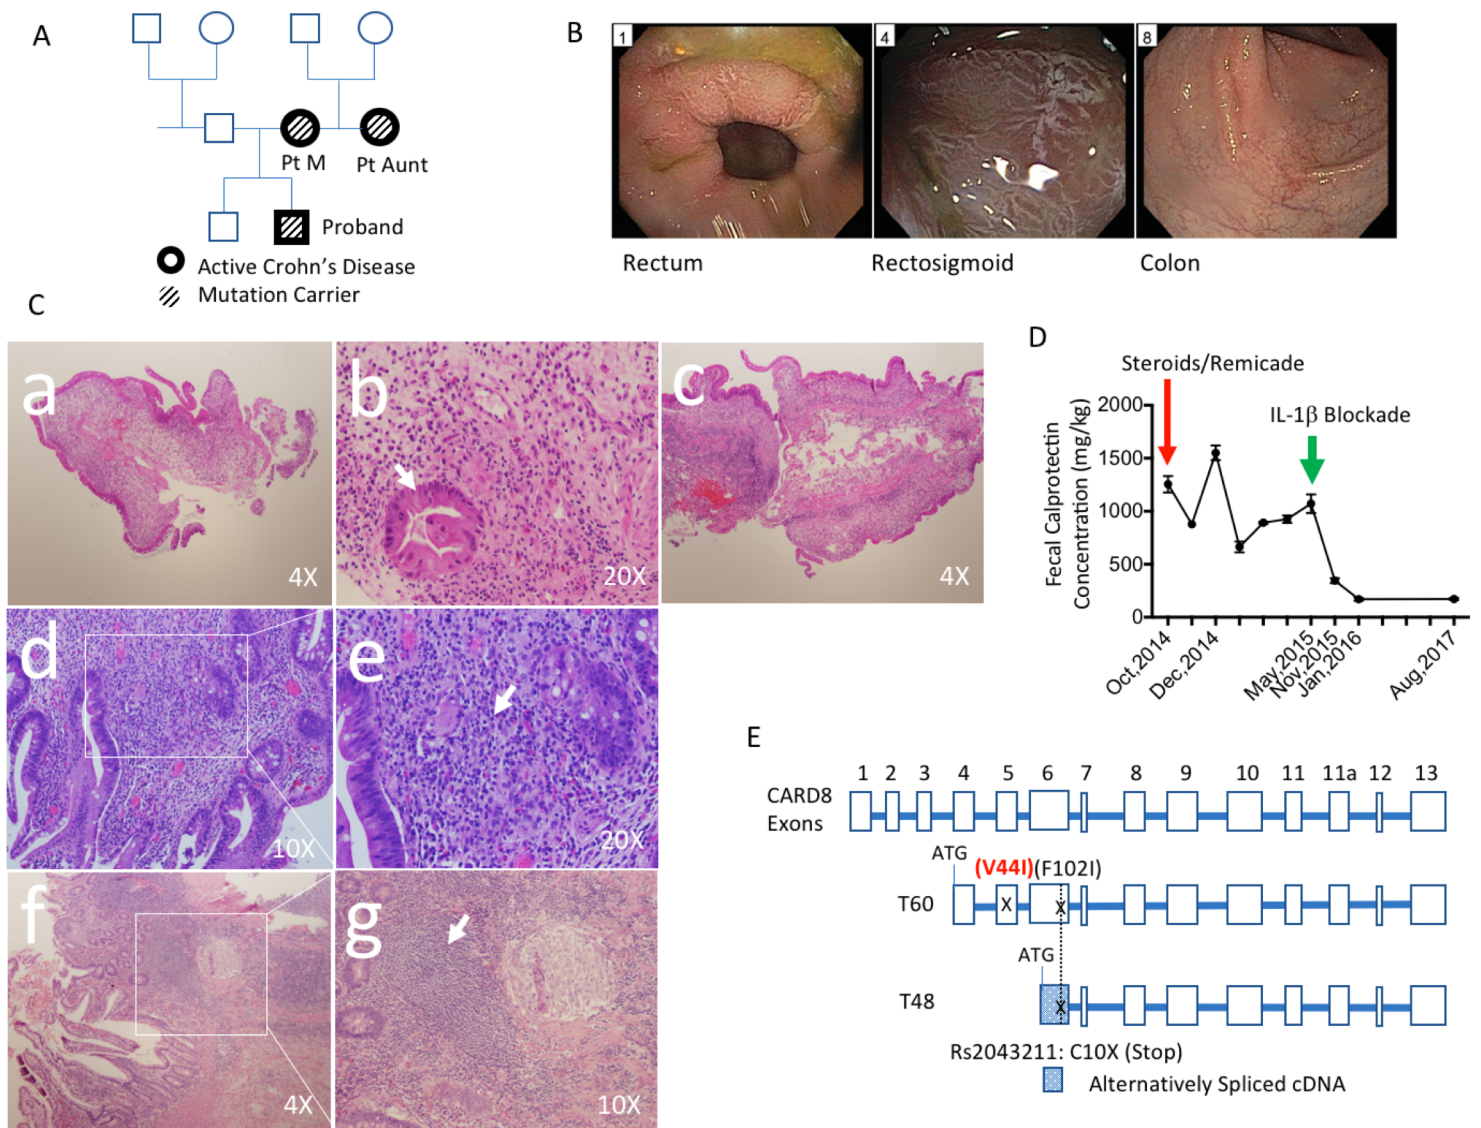 A
Pt M
Pt Aunt
Proband
Active Crohn's Disease
Mutation Carrier
B
1
4
8
Rectum
Rectosigmoid
Colon
C
a
4X
b
20X
c
4X
d
10X
e
20X
f
4X
g
10X
D
Steroids/Remicade
IL-1β Blockade
Fecal Calprotectin
Concentration (mg/kg)
2000
1500
1000
500
0
Oct,2014
Dec,2014
May,2015
Nov,2015
Jan,2016
Aug,2017
E
1 2 3 4 5 6 7 8 9 10 11 11a 12 13
CARD8
Exons
ATG
(V44I)(F102I)
T60
X X
ATG
T48
X
Rs2043211: C10X (Stop)
Alternatively Spliced cDNA